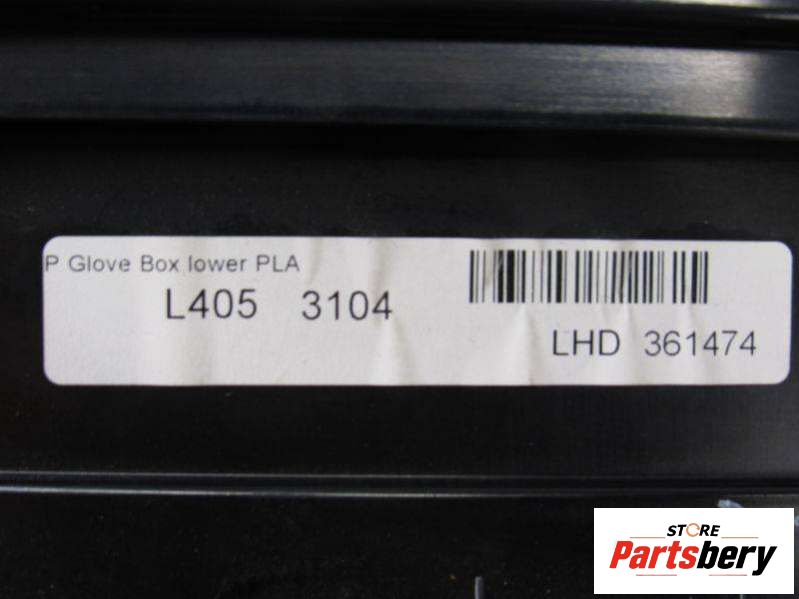 P Glove Box lower PLA
L405 3104
LHD 361474
STORE
Partsbery